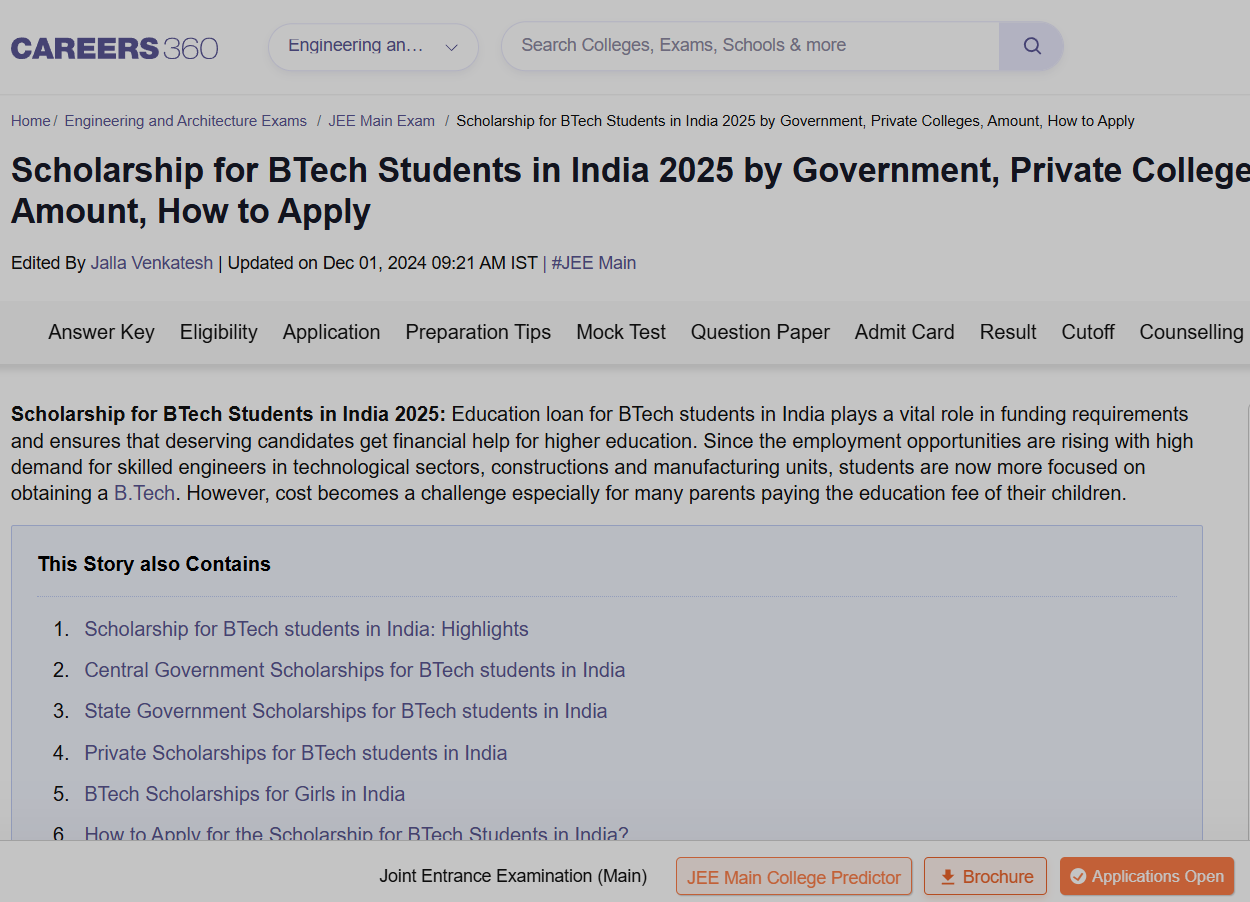 CAREERS360
Engineering an...
Search Colleges, Exams, Schools & more
Home / Engineering and Architecture Exams / JEE Main Exam / Scholarship for BTech Students in India 2025 by Government, Private Colleges, Amount, How to Apply
Scholarship for BTech Students in India 2025 by Government, Private College
Amount, How to Apply
Edited By Jalla Venkatesh | Updated on Dec 01, 2024 09:21 AM IST | #JEE Main
Answer Key Eligibility Application Preparation Tips Mock Test Question Paper Admit Card Result Cutoff Counselling
Scholarship for BTech Students in India 2025: Education loan for BTech students in India plays a vital role in funding requirements
and ensures that deserving candidates get financial help for higher education. Since the employment opportunities are rising with high
demand for skilled engineers in technological sectors, constructions and manufacturing units, students are now more focused on
obtaining a B.Tech. However, cost becomes a challenge especially for many parents paying the education fee of their children.
This Story also Contains
1. Scholarship for BTech students in India: Highlights
2. Central Government Scholarships for BTech students in India
3. State Government Scholarships for BTech students in India
4. Private Scholarships for BTech students in India
5. BTech Scholarships for Girls in India
6. How to Apply for the Scholarship for BTech Students in India?
Joint Entrance Examination (Main) JEE Main College Predictor Brochure Applications Open